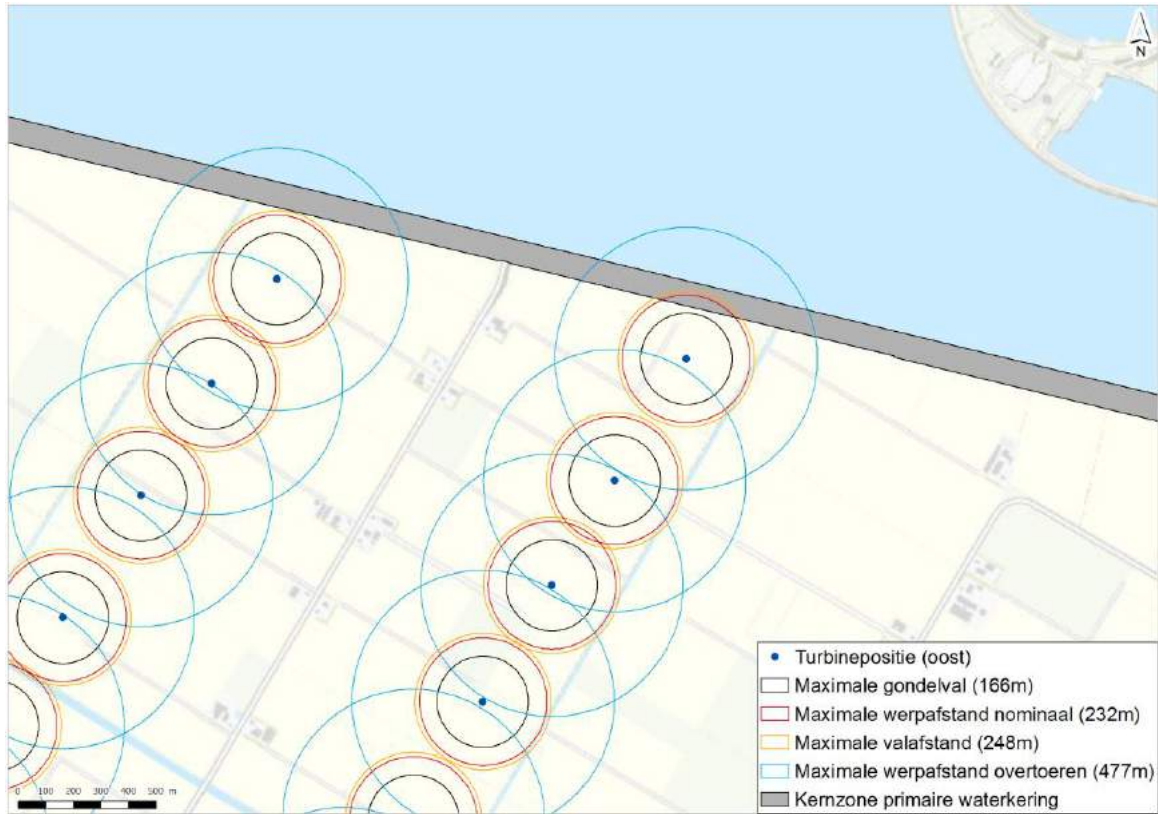 N
Turbinepositie (oost)
Maximale gondelval (166m)
Maximale werpafstand nominaal (232m)
Maximale valafstand (248m)
Maximale werpafstand overtoeren (477m)
Kernzone primaire waterkering
0 100 200 300 400 500 m